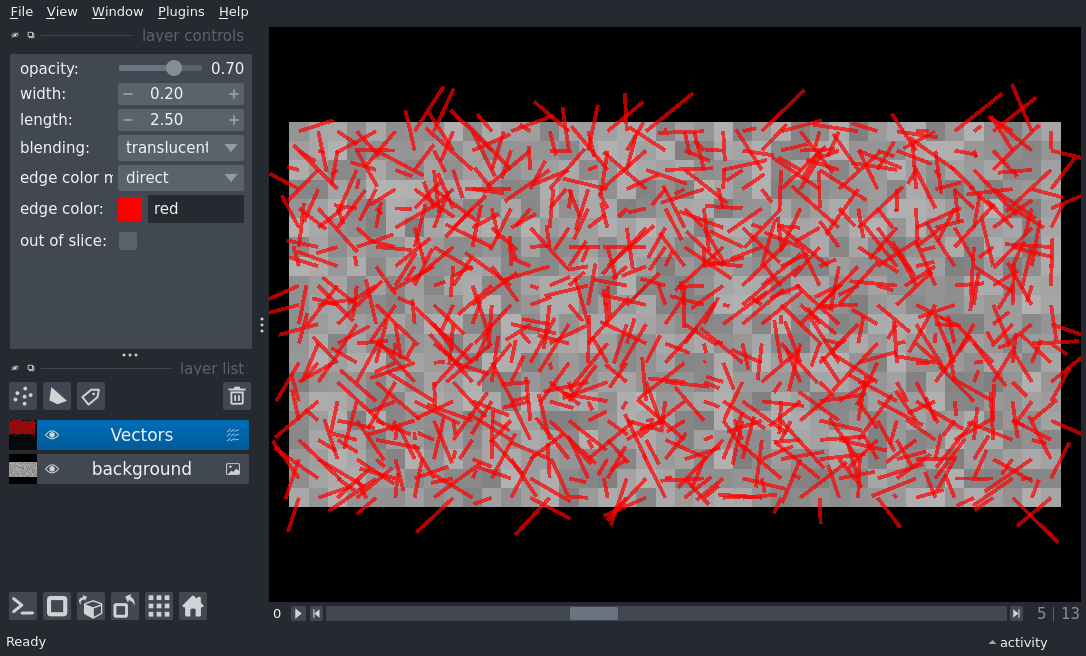 File View Window Plugins Help
layer controls
opacity: 0.70
width: 0.20
length: 2.50
blending: translucent
edge color m direct
edge color: red
out of slice:
layer list
Vectors
background
0 5 | 13
Ready activity